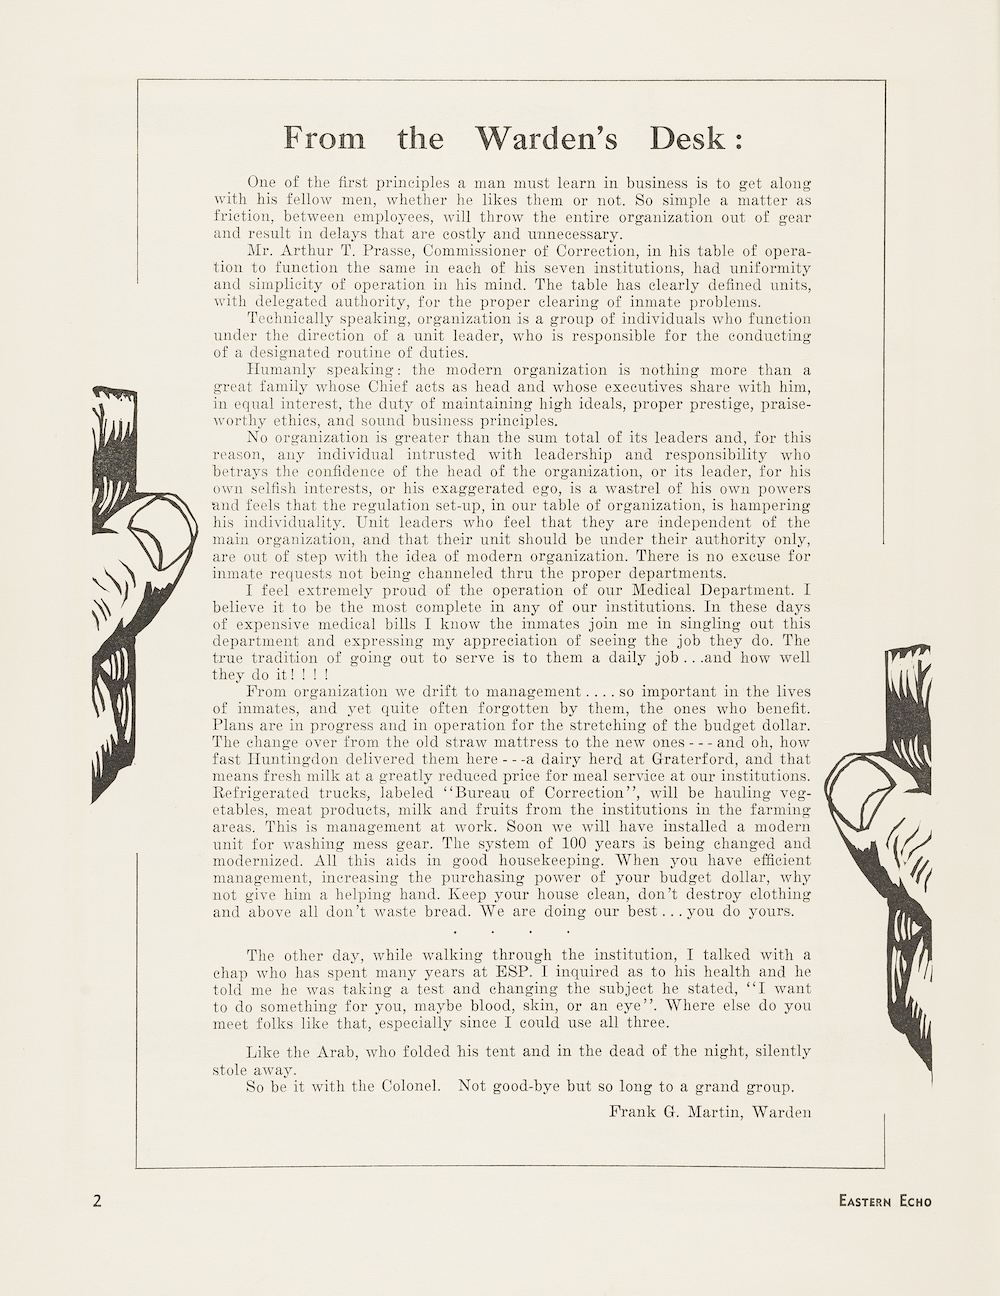 From the Warden's Desk:
One of the first principles a man must learn in business is to get along
with his fellow men, whether he likes them or not. So simple a matter as
friction, between employees, will throw the entire organization out of gear
and result in delays that are costly and unnecessary.
Mr. Arthur T. Prasse, Commissioner of Correction, in his table of opera-
tion to function the same in each of his seven institutions, had uniformity
and simplicity of operation in his mind. The table has clearly defined units,
with delegated authority, for the proper clearing of inmate problems.
Technically speaking, organization is a group of individuals who function
under the direction of a unit leader, who is responsible for the conducting
of a designated routine of duties.
Humanly speaking: the modern organization is nothing more than a
great family whose Chief acts as head and whose executives share with him,
in equal interest, the duty of maintaining high ideals, proper prestige, praise-
worthy ethics, and sound business principles.
No organization is greater than the sum total of its leaders and, for this
reason, any individual intrusted with leadership and responsibility who
betrays the confidence of the head of the organization, or its leader, for his
own selfish interests, or his exaggerated ego, is a wastrel of his own powers
and feels that the regulation set-up, in our table of organization, is hampering
his individuality. Unit leaders who feel that they are independent of the
main organization, and that their unit should be under their authority only,
are out of step with the idea of modern organization. There is no excuse for
inmate requests not being channeled thru the proper departments.
I feel extremely proud of the operation of our Medical Department. I
believe it to be the most complete in any of our institutions. In these days
of expensive medical bills I know the inmates join me in singling out this
department and expressing my appreciation of seeing the job they do. The
true tradition of going out to serve is to them a daily job...and how well
they do it! ! ! !
From organization we drift to management....so important in the lives
of inmates, and yet quite often forgotten by them, the ones who benefit.
Plans are in progress and in operation for the stretching of the budget dollar.
The change over from the old straw mattress to the new ones - - - and oh, how
fast Huntingdon delivered them here - - -a dairy herd at Graterford, and that
means fresh milk at a greatly reduced price for meal service at our institutions.
Refrigerated trucks, labeled "Bureau of Correction", will be hauling veg-
etables, meat products, milk and fruits from the institutions in the farming
areas. This is management at work. Soon we will have installed a modern
unit for washing mess gear. The system of 100 years is being changed and
modernized. All this aids in good housekeeping. When you have efficient
management, increasing the purchasing power of your budget dollar, why
not give him a helping hand. Keep your house clean, don't destroy clothing
and above all don't waste bread. We are doing our best...you do yours.
. . . .
The other day, while walking through the institution, I talked with a
chap who has spent many years at ESP. I inquired as to his health and he
told me he was taking a test and changing the subject he stated, "I want
to do something for you, maybe blood, skin, or an eye". Where else do you
meet folks like that, especially since I could use all three.
Like the Arab, who folded his tent and in the dead of the night, silently
stole away.
So be it with the Colonel. Not good-bye but so long to a grand group.
Frank G. Martin, Warden
2
EASTERN ECHO